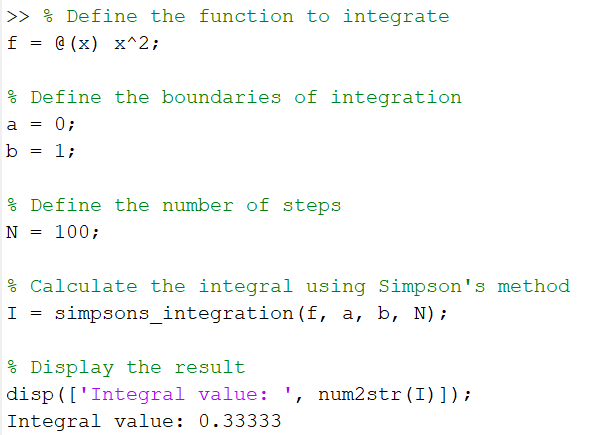 >> % Define the function to integrate
f = @(x) x^2;
% Define the boundaries of integration
a = 0;
b = 1;
% Define the number of steps
N = 100;
% Calculate the integral using Simpson's method
I = simpsons_integration(f, a, b, N);
% Display the result
disp(['Integral value: ', num2str(I)]);
Integral value: 0.33333